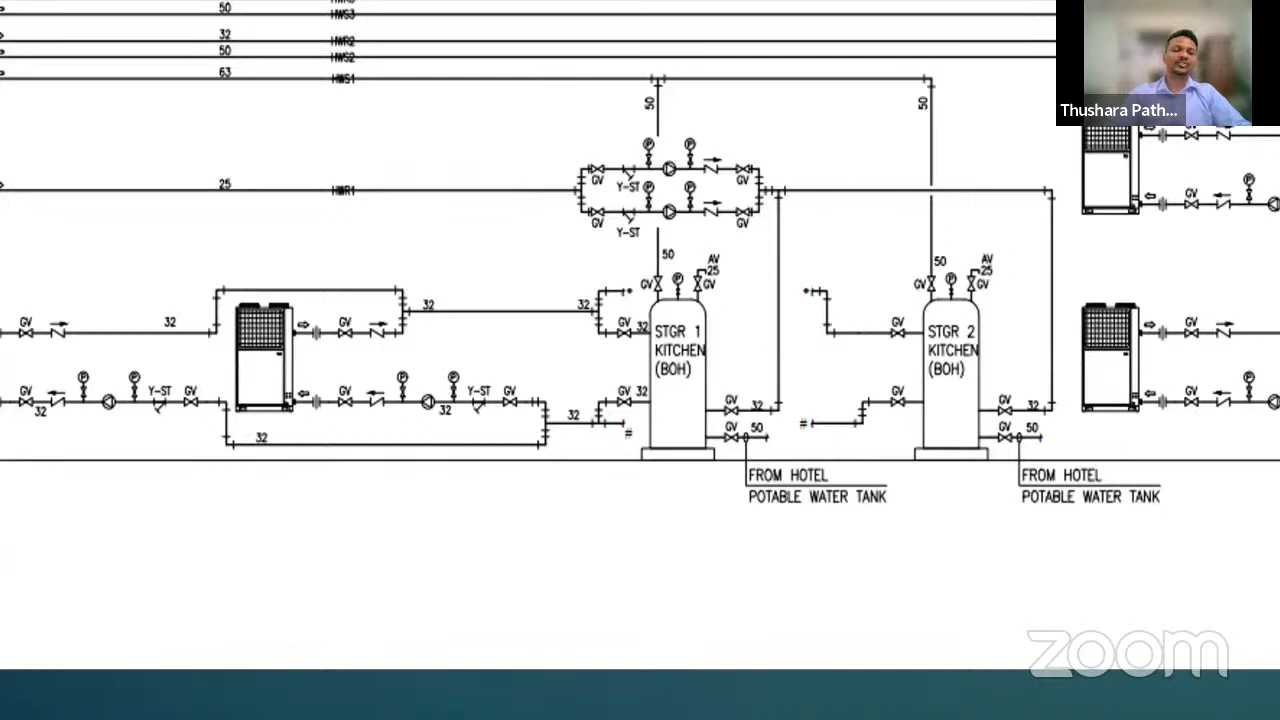 50
HWS3
32
HWR2
50
HWS2
63
HWS1
Thushara Path...
50
50
P
P
GV
GV
Y-ST
P
P
25
HWR1
GV
GV
Y-ST
P
50
AV
25
GV
P
GV
50
AV
25
GV
P
GV
GV
32
GV
32
32
GV
32
STGR 1
KITCHEN
(BOH)
GV
STGR 2
KITCHEN
(BOH)
GV
GV
P
P
Y-ST
GV
32
GV
P
P
Y-ST
GV
32
32
GV
32
#
GV
32
GV
50
#
GV
GV
32
GV
50
GV
P
32
FROM HOTEL
POTABLE WATER TANK
FROM HOTEL
POTABLE WATER TANK
zoom